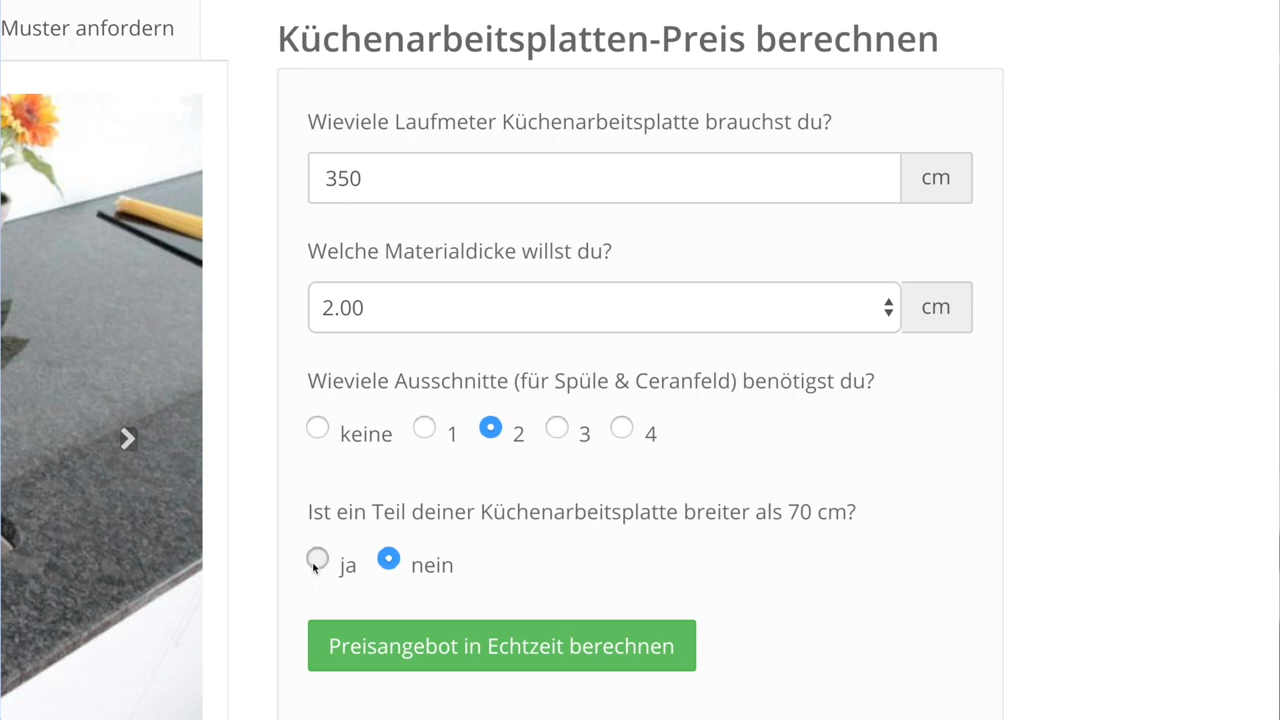 Muster anfordern
Küchenarbeitsplatten-Preis berechnen
Wieviele Laufmeter Küchenarbeitsplatte brauchst du?
350 cm
Welche Materialdicke willst du?
2.00 cm
Wieviele Ausschnitte (für Spüle & Ceranfeld) benötigst du?
keine 1 2 3 4
Ist ein Teil deiner Küchenarbeitsplatte breiter als 70 cm?
ja nein
Preisangebot in Echtzeit berechnen